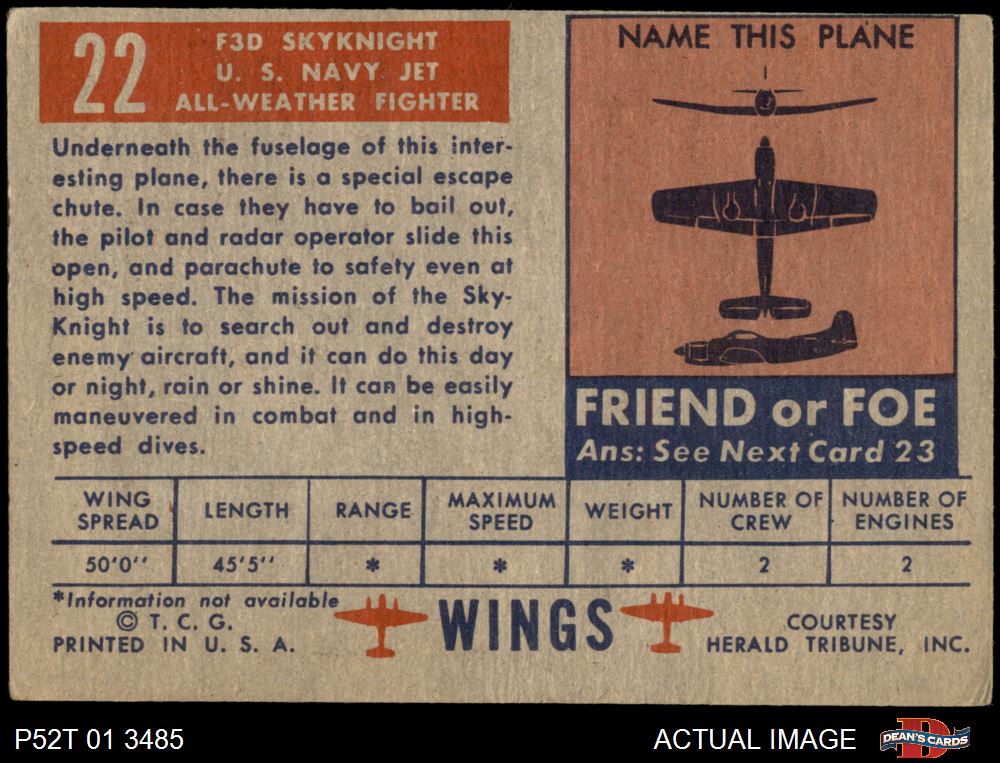 22
F3D SKYKNIGHT
U. S. NAVY JET
ALL-WEATHER FIGHTER
Underneath the fuselage of this inter-
esting plane, there is a special escape
chute. In case they have to bail out,
the pilot and radar operator slide this
open, and parachute to safety even at
high speed. The mission of the Sky-
Knight is to search out and destroy
enemy aircraft, and it can do this day
or night, rain or shine. It can be easily
maneuvered in combat and in high-
speed dives.
NAME THIS PLANE
FRIEND or FOE
Ans: See Next Card 23
WING SPREAD LENGTH RANGE MAXIMUM SPEED WEIGHT NUMBER OF CREW NUMBER OF ENGINES
50'0'' 45'5'' * * * 2 2
*Information not available
© T. C. G.
PRINTED IN U. S. A.
WINGS
COURTESY
HERALD TRIBUNE, INC.
P52T 01 3485
ACTUAL IMAGE
D
DEAN'S CARDS